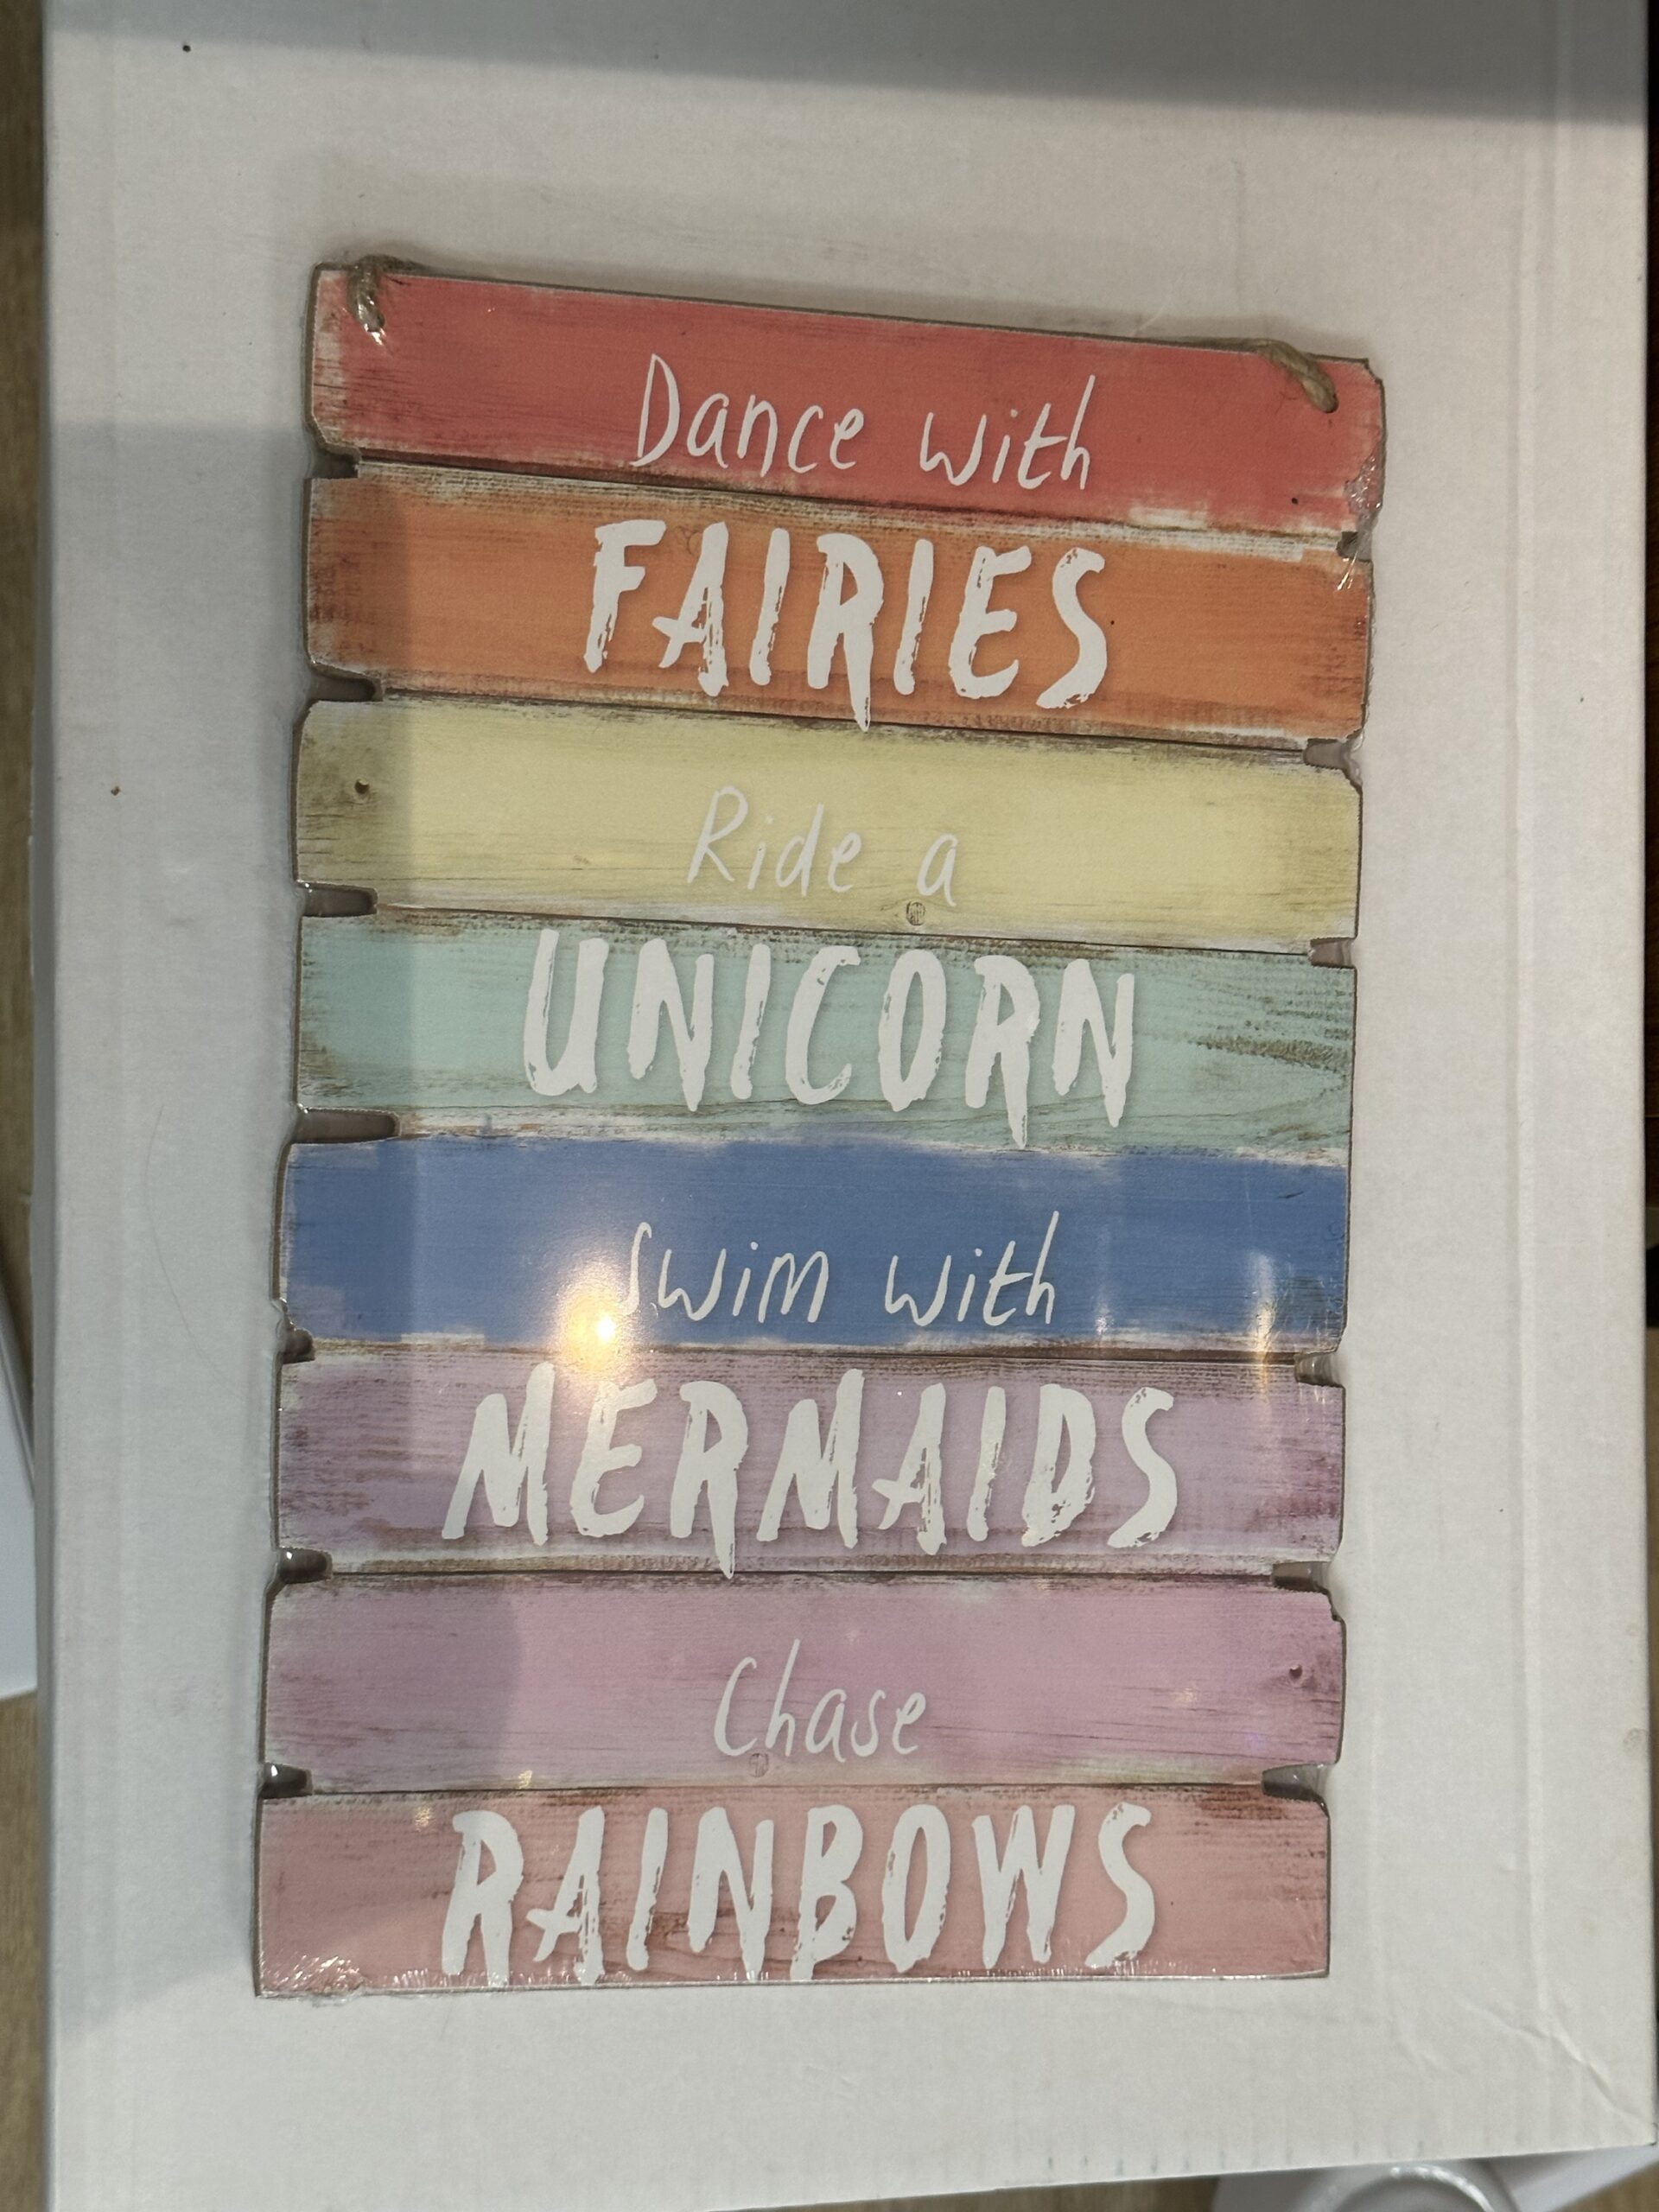 Dance with
FAIRIES
Ride a
UNICORN
Swim with
MERMAIDS
Chase
RAINBOWS